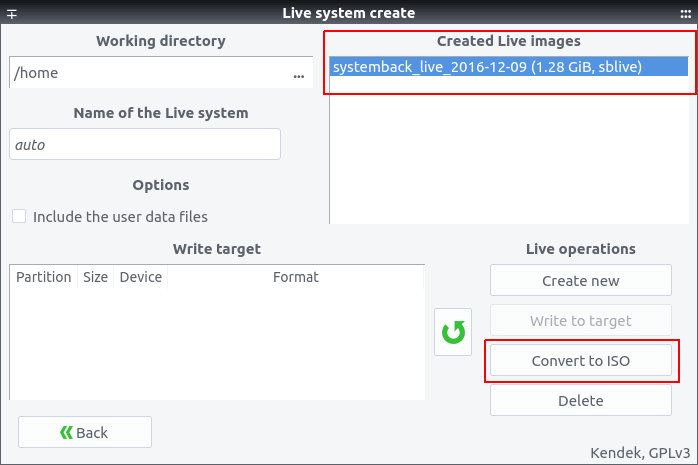 Live system create
Working directory
/home
...
Name of the Live system
auto
Options
Include the user data files
Created Live images
systemback_live_2016-12-09 (1.28 GiB, sblive)
Write target
Partition Size Device Format
Live operations
Create new
Write to target
Convert to ISO
Delete
Back
Kendek, GPLv3